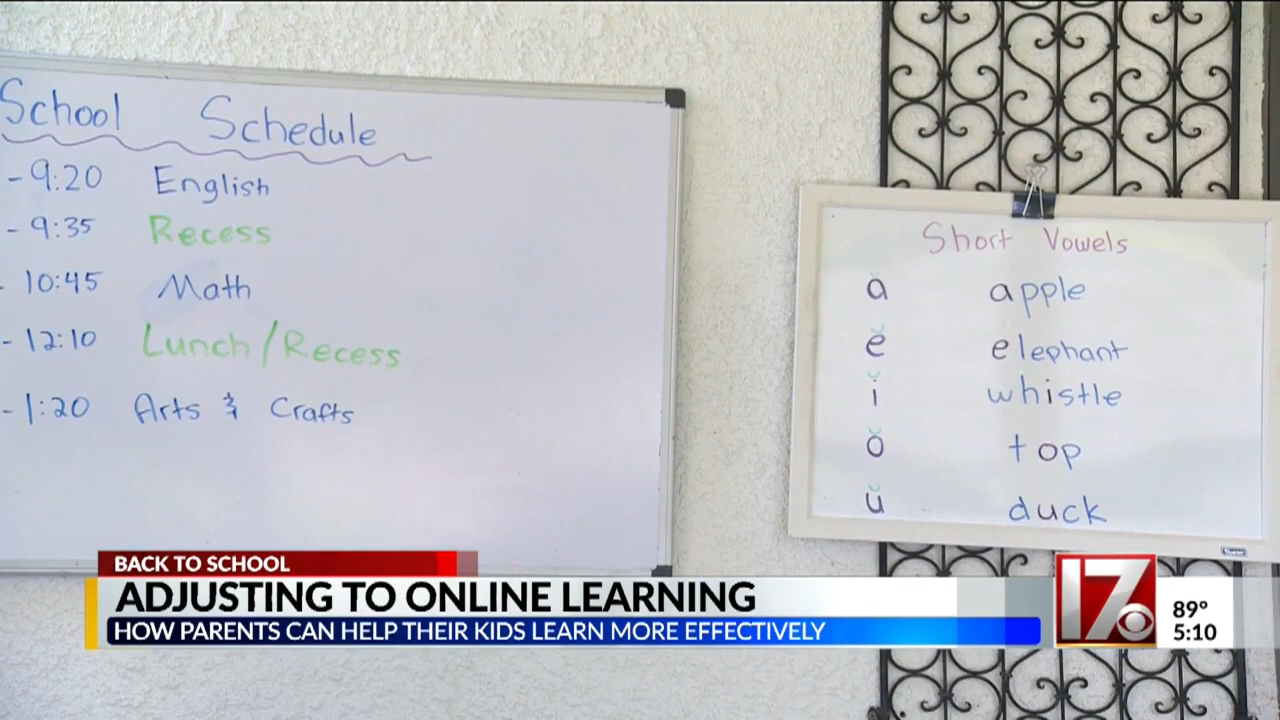 School Schedule
- 9:20 English
- 9:35 Recess
- 10:45 Math
- 12:10 Lunch/Recess
- 1:20 Arts & Crafts
Short Vowels
ă apple
ĕ elephant
ĭ whistle
ŏ top
ŭ duck
BACK TO SCHOOL
ADJUSTING TO ONLINE LEARNING
HOW PARENTS CAN HELP THEIR KIDS LEARN MORE EFFECTIVELY
17
89°
5:10